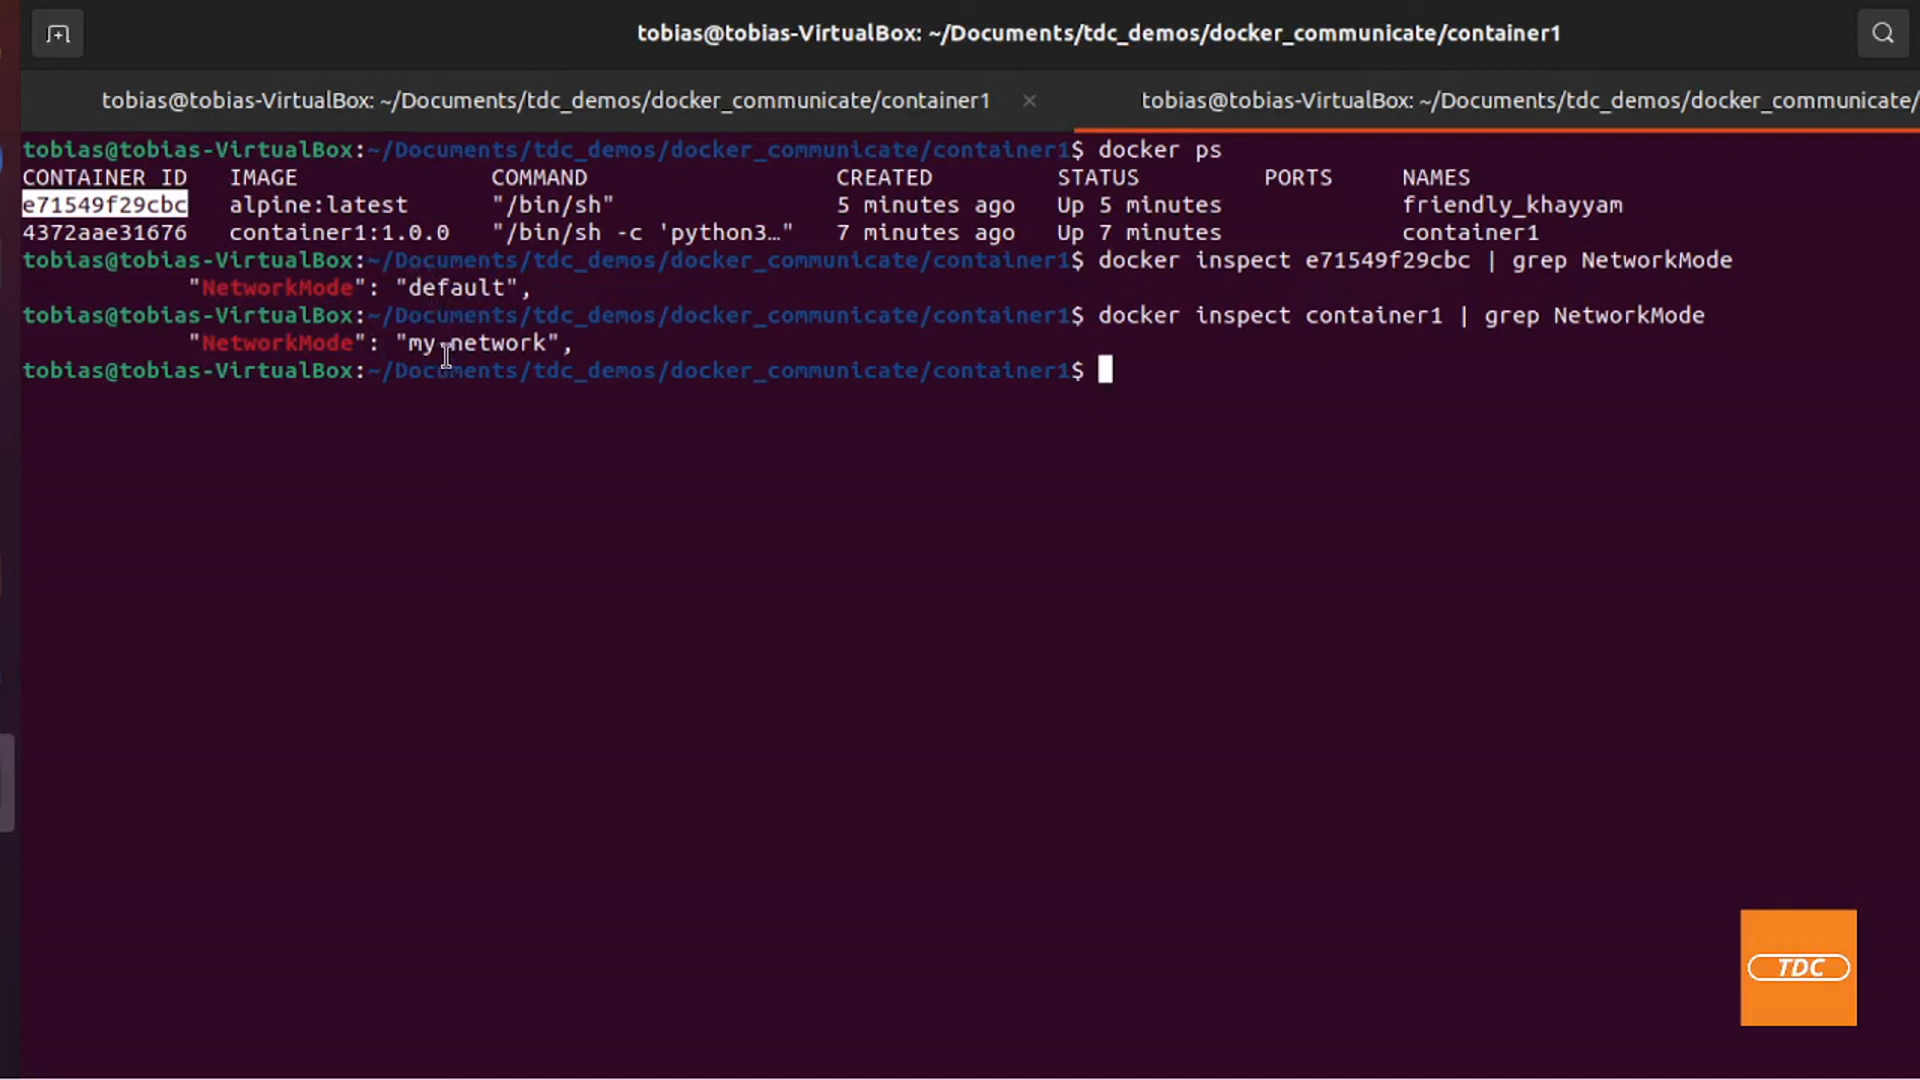 tobias@tobias-VirtualBox: ~/Documents/tdc_demos/docker_communicate/container1
tobias@tobias-VirtualBox: ~/Documents/tdc_demos/docker_communicate/container1 × tobias@tobias-VirtualBox: ~/Documents/tdc_demos/docker_communicate/
tobias@tobias-VirtualBox:~/Documents/tdc_demos/docker_communicate/container1$ docker ps
CONTAINER ID   IMAGE              COMMAND                  CREATED         STATUS         PORTS     NAMES
e71549f29cbc   alpine:latest      "/bin/sh"                5 minutes ago   Up 5 minutes             friendly_khayyam
4372aae31676   container1:1.0.0   "/bin/sh -c 'python3…"   7 minutes ago   Up 7 minutes             container1
tobias@tobias-VirtualBox:~/Documents/tdc_demos/docker_communicate/container1$ docker inspect e71549f29cbc | grep NetworkMode
            "NetworkMode": "default",
tobias@tobias-VirtualBox:~/Documents/tdc_demos/docker_communicate/container1$ docker inspect container1 | grep NetworkMode
            "NetworkMode": "my-network",
tobias@tobias-VirtualBox:~/Documents/tdc_demos/docker_communicate/container1$
TDC